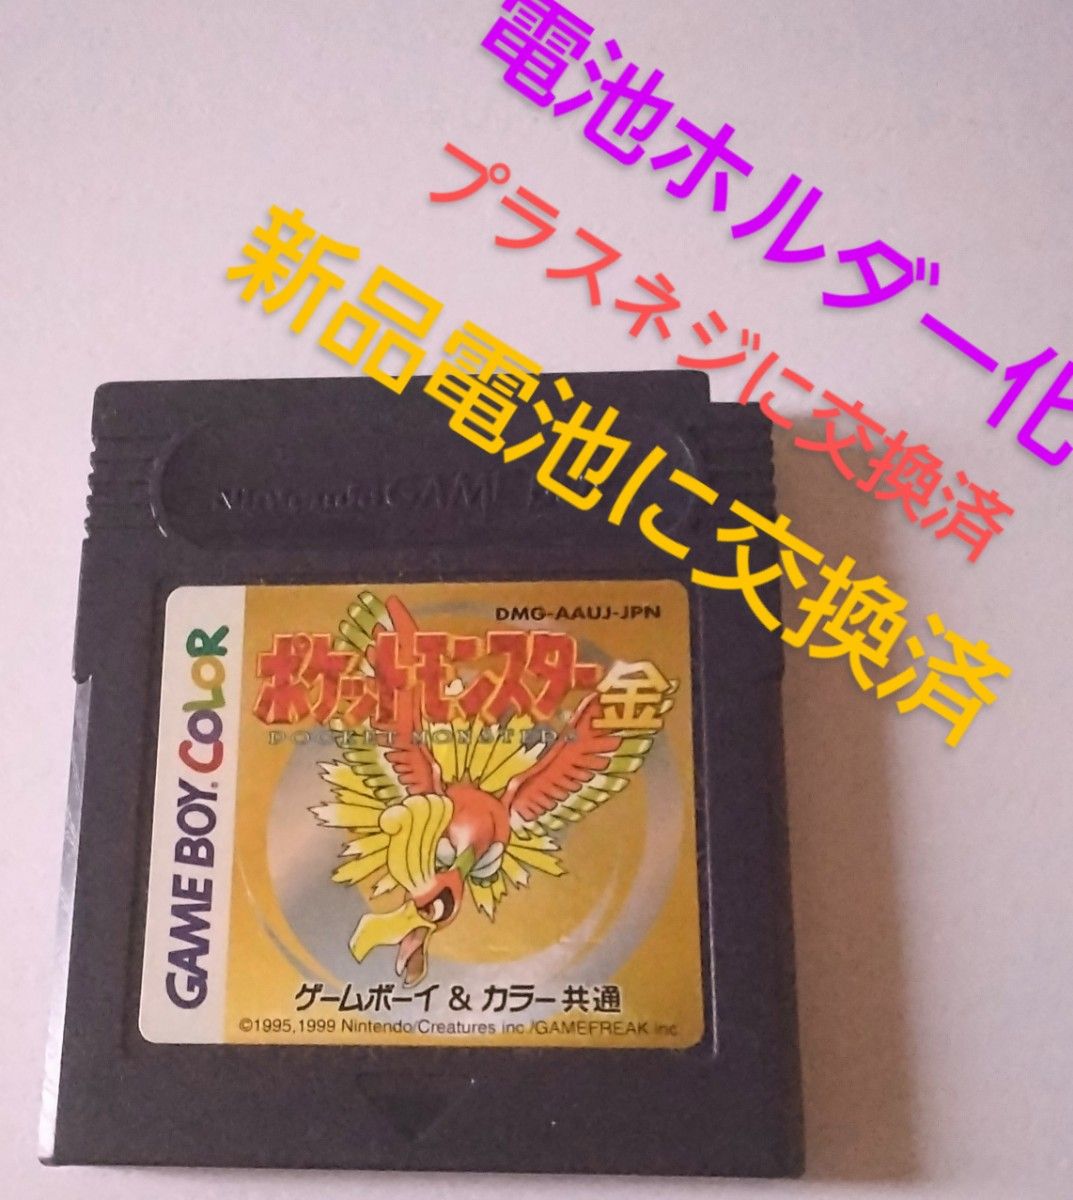 電池ホルダー化
プラスネジに交換済
新品電池に交換済
Nintendo GAME BOY
DMG-AAUJ-JPN
ポケットモンスター金
POCKET MONSTERS
GAME BOY COLOR
ゲームボーイ & カラー共通
©1995,1999 Nintendo/Creatures inc./GAMEFREAK inc.